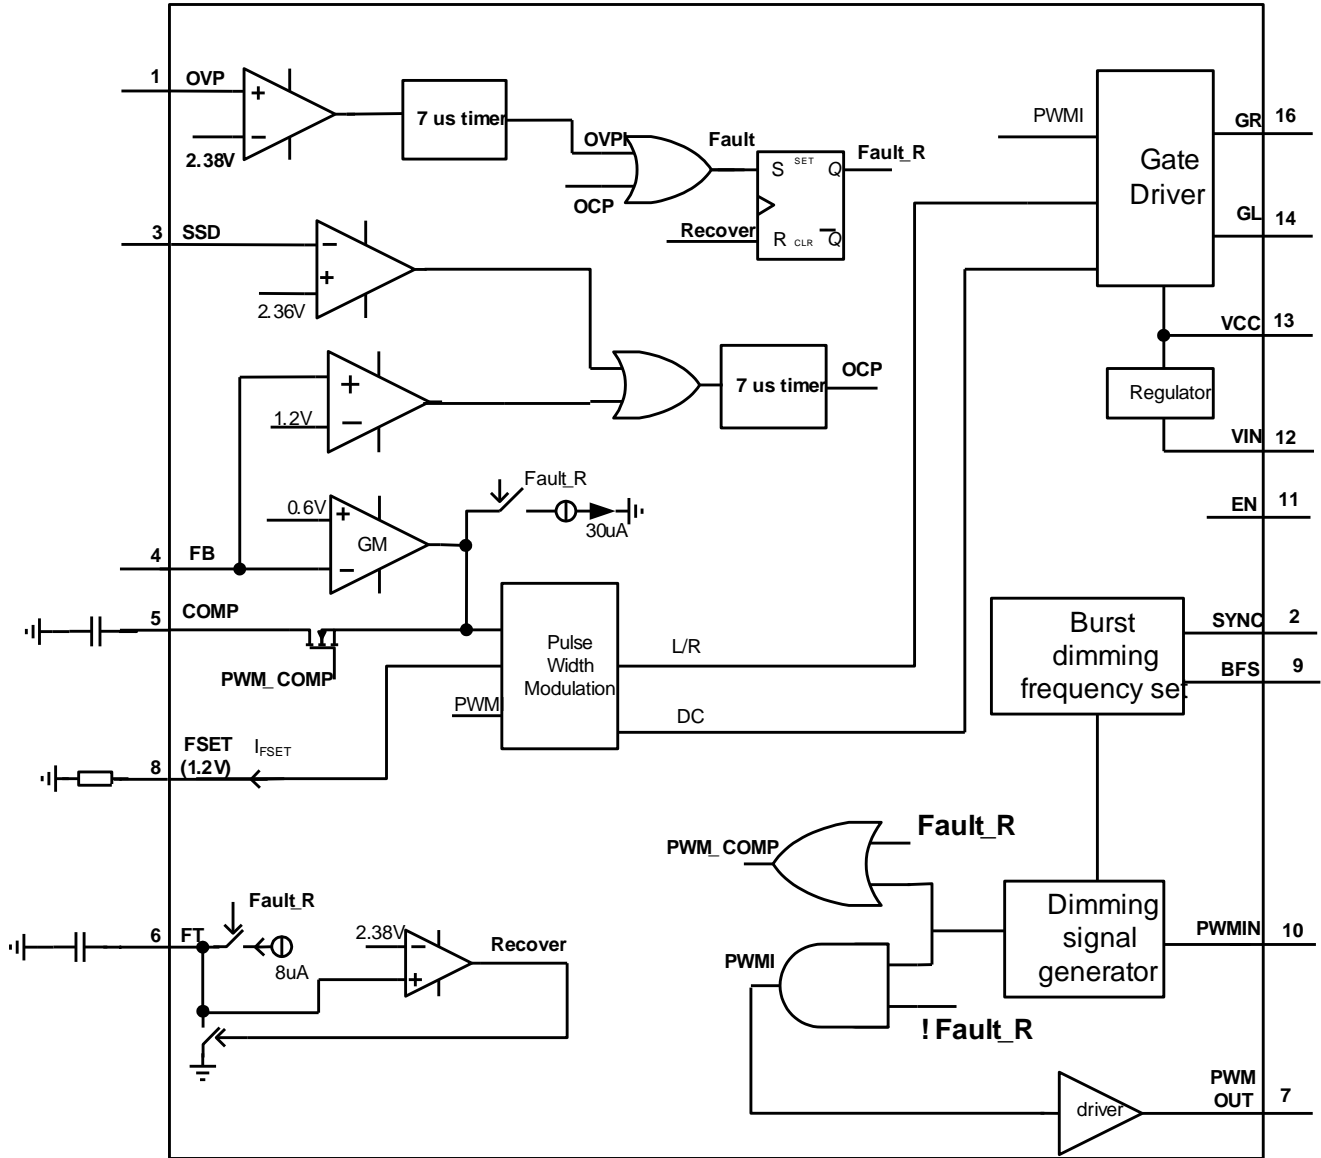 1 OVP
+
−
2.38V
7 us timer
OVPI
OCP
Fault
S SET Q
R CLR Q
Recover
Fault_R
PWMI
Gate
Driver
GR 16
GL 14
3 SSD
−
+
2.36V
+
−
1.2V
7 us timer
OCP
VCC 13
Regulator
VIN 12
EN 11
0.6V
+
GM
−
Fault_R
30uA
4 FB
5 COMP
PWM_COMP
Pulse
Width
Modulation
PWMI
L/R
DC
Burst
dimming
frequency set
SYNC 2
BFS 9
FSET
(1.2V)
8
IFSET
PWM_COMP
Fault_R
Dimming
signal
generator
PWMIN 10
PWMI
! Fault_R
6 FT
Fault_R
8uA
2.38V
−
+
Recover
driver
PWM
OUT
7